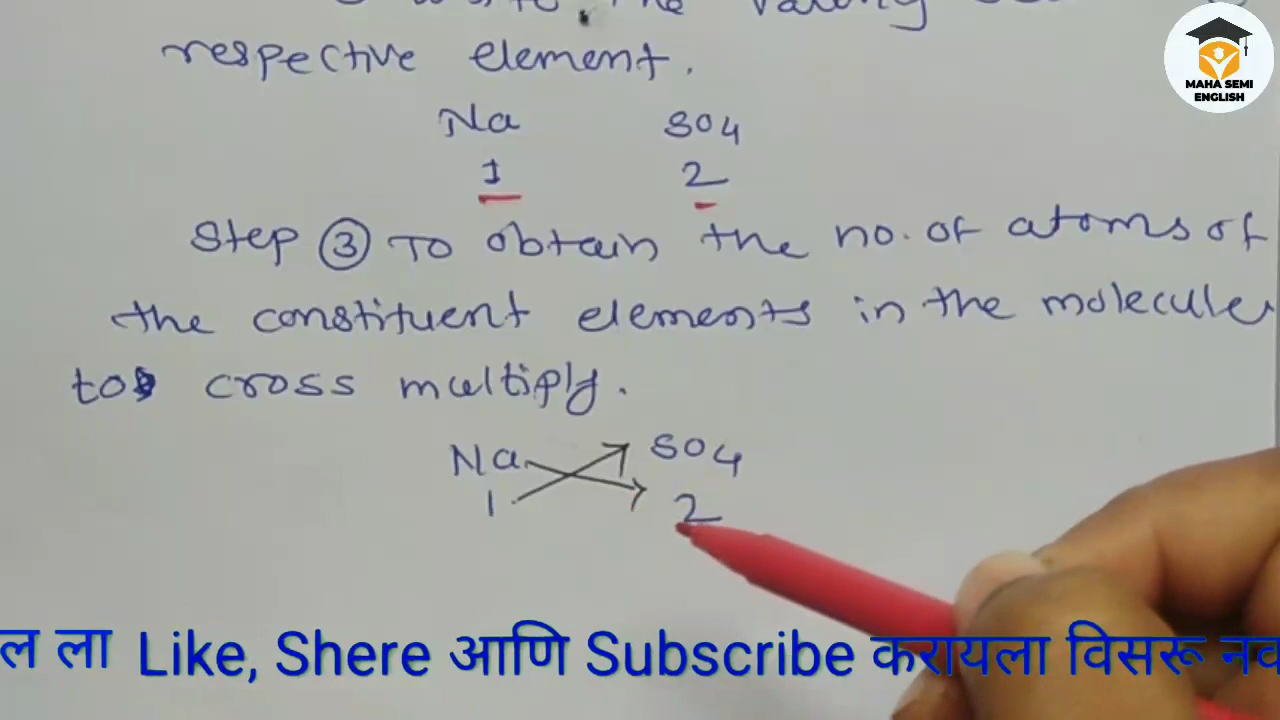 the
respective element.
Na SO4
1 2
Step ③ To obtain the no. of atoms of
the constituent elements in the molecule
to cross multiply.
Na SO4
1 2
MAHA SEMI
ENGLISH
ल ला Like, Shere आणि Subscribe करायला विसरू